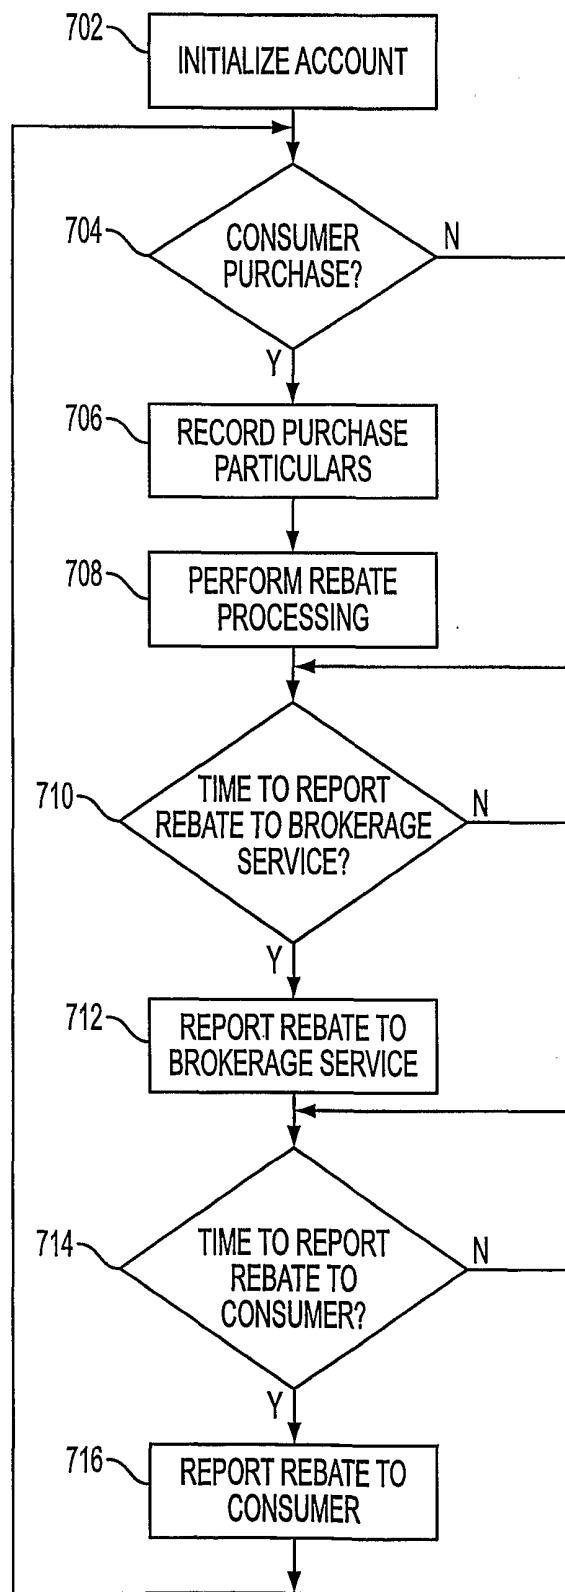 702
INITIALIZE ACCOUNT
704
CONSUMER
PURCHASE?
N
Y
706
RECORD PURCHASE
PARTICULARS
708
PERFORM REBATE
PROCESSING
710
TIME TO REPORT
REBATE TO BROKERAGE
SERVICE?
N
Y
712
REPORT REBATE TO
BROKERAGE SERVICE
714
TIME TO REPORT
REBATE TO
CONSUMER?
N
Y
716
REPORT REBATE TO
CONSUMER